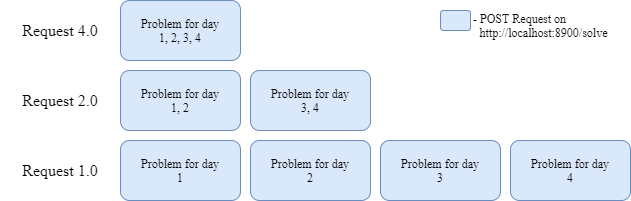 Request 4.0
Problem for day
1, 2, 3, 4
- POST Request on
http://localhost:8900/solve
Request 2.0
Problem for day
1, 2
Problem for day
3, 4
Request 1.0
Problem for day
1
Problem for day
2
Problem for day
3
Problem for day
4